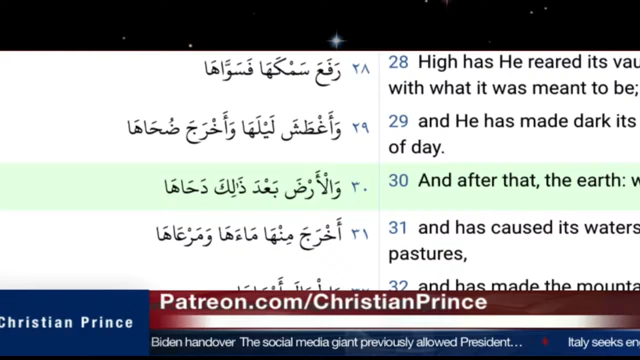 ٢٨ رَفَعَ سَمْكَهَا فَسَوَّاهَا
28 High has He reared its
with what it was meant to be;
٢٩ وَأَغْطَشَ لَيْلَهَا وَأَخْرَجَ ضُحَاهَا
29 and He has made dark its
of day.
٣٠ وَالْأَرْضَ بَعْدَ ذَٰلِكَ دَحَاهَا
30 And after that, the earth:
٣١ أَخْرَجَ مِنْهَا مَاءَهَا وَمَرْعَاهَا
31 and has caused its waters
pastures,
32 and has made the
Patreon.com/ChristianPrince
Christian Prince
Biden handover The social media giant previously allowed President… Italy seeks